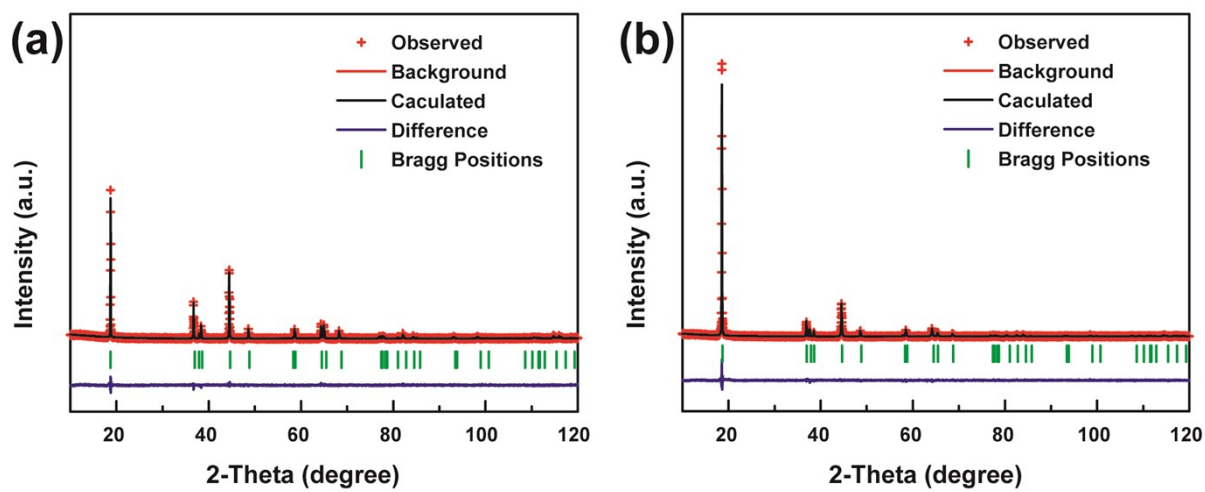 (a)
Observed
Background
Caculated
Difference
Bragg Positions
Intensity (a.u.)
20 40 60 80 100 120
2-Theta (degree)
(b)
Observed
Background
Caculated
Difference
Bragg Positions
Intensity (a.u.)
20 40 60 80 100 120
2-Theta (degree)